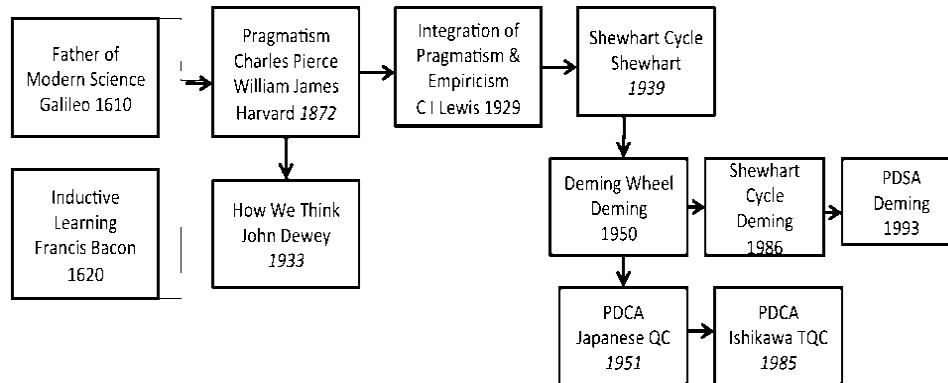 Father of
Modern Science
Galileo 1610
Pragmatism
Charles Pierce
William James
Harvard 1872
Integration of
Pragmatism &
Empiricism
C I Lewis 1929
Shewhart Cycle
Shewhart
1939
Inductive
Learning
Francis Bacon
1620
How We Think
John Dewey
1933
Deming Wheel
Deming
1950
Shewhart
Cycle
Deming
1986
PDSA
Deming
1993
PDCA
Japanese QC
1951
PDCA
Ishikawa TQC
1985